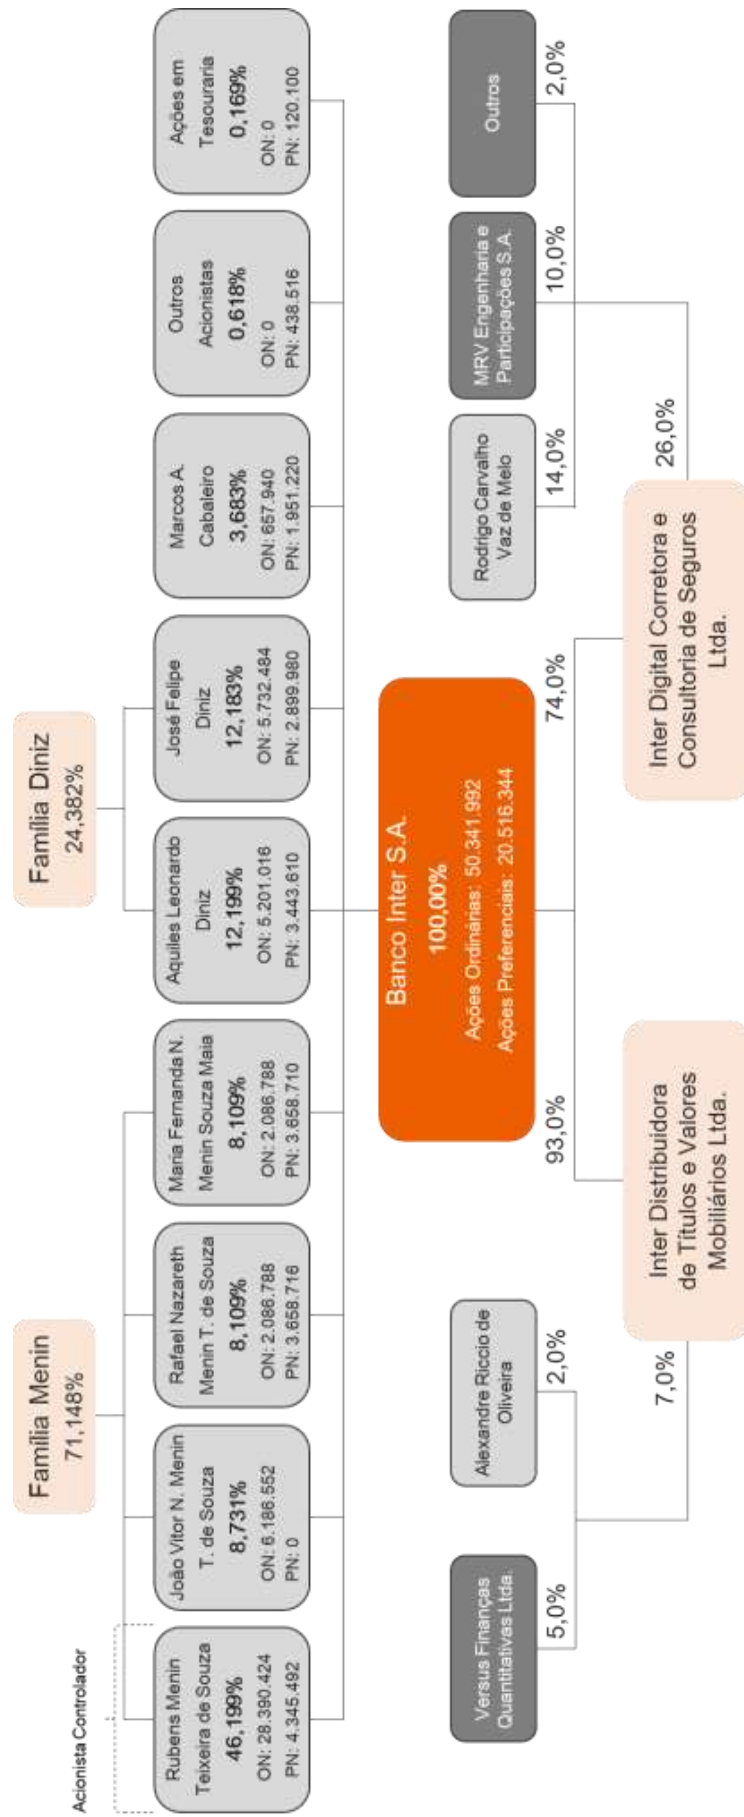 Acionista Controlador
Família Menin
71,148%
Família Diniz
24,382%
Rubens Menin
Teixeira de Souza
46,199%
ON: 28.390.424
PN: 4.345.492
João Vitor N. Menin
T. de Souza
8,731%
ON: 6.186.552
PN: 0
Rafael Nazareth
Menin T. de Souza
8,109%
ON: 2.086.788
PN: 3.658.716
Maria Fernanda N.
Menin Souza Maia
8,109%
ON: 2.086.788
PN: 3.658.710
Aquiles Leonardo
Diniz
12,199%
ON: 5.201.016
PN: 3.443.610
José Felipe
Diniz
12,183%
ON: 5.732.484
PN: 2.899.980
Marcos A.
Cabaleiro
3,683%
ON: 657.940
PN: 1.951.220
Outros
Acionistas
0,618%
ON: 0
PN: 438.516
Ações em
Tesouraria
0,169%
ON: 0
PN: 120.100
Banco Inter S.A.
100,00%
Ações Ordinárias: 50.341.992
Ações Preferenciais: 20.516.344
Versus Finanças
Quantitativas Ltda.
5,0%
Alexandre Riccio de
Oliveira
2,0%
Rodrigo Carvalho
Vaz de Melo
14,0%
MRV Engenharia e
Participações S.A.
10,0%
Outros
2,0%
7,0%
93,0%
74,0%
26,0%
Inter Distribuidora
de Títulos e Valores
Mobiliários Ltda.
Inter Digital Corretora e
Consultoria de Seguros
Ltda.